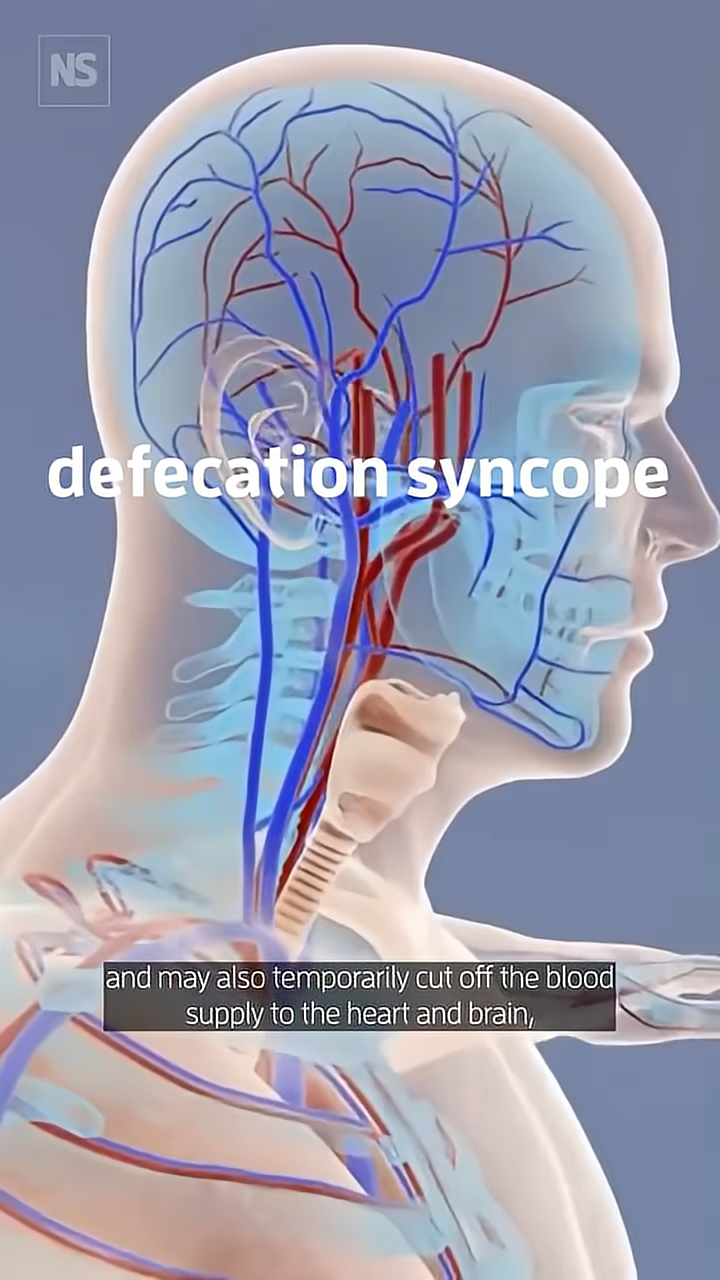 NS
defecation syncope
and may also temporarily cut off the blood
supply to the heart and brain,